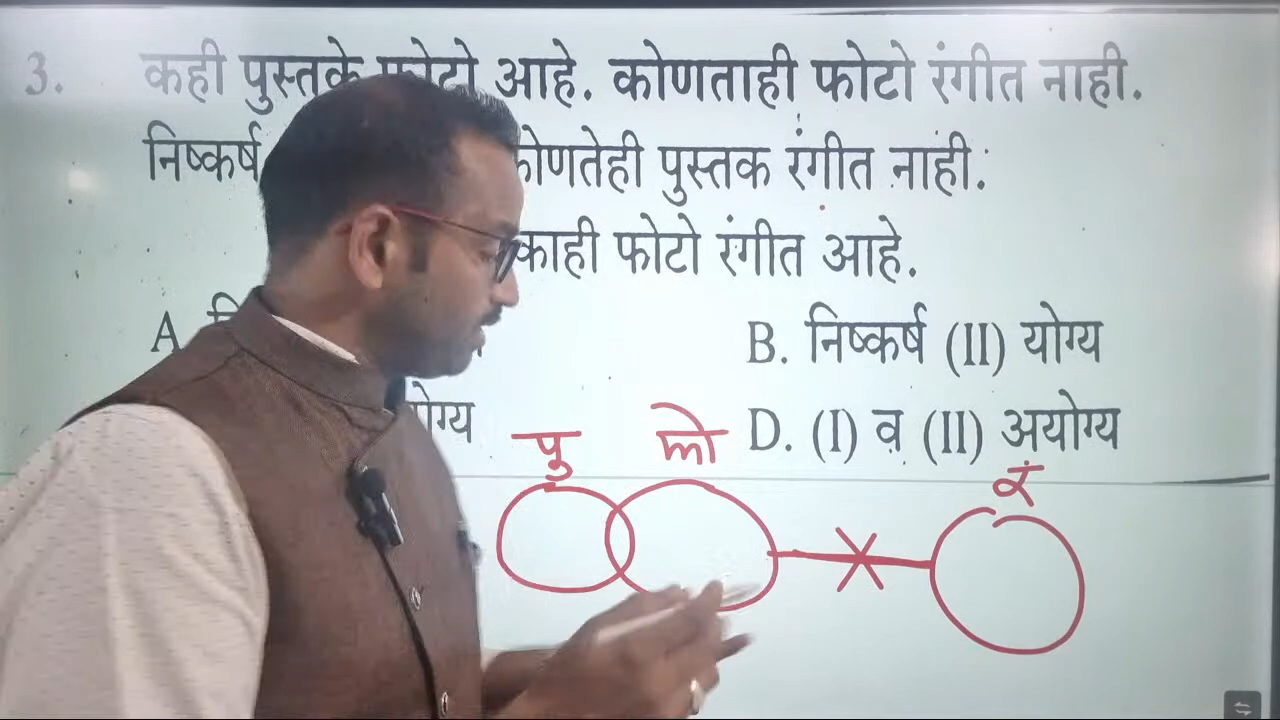 3. कही पुस्तके फोटो आहे. कोणताही फोटो रंगीत नाही.
निष्कर्ष कोणतेही पुस्तक रंगीत नाही.
काही फोटो रंगीत आहे.
A.
B. निष्कर्ष (II) योग्य
D. (I) व (II) अयोग्य
पु फो
रं